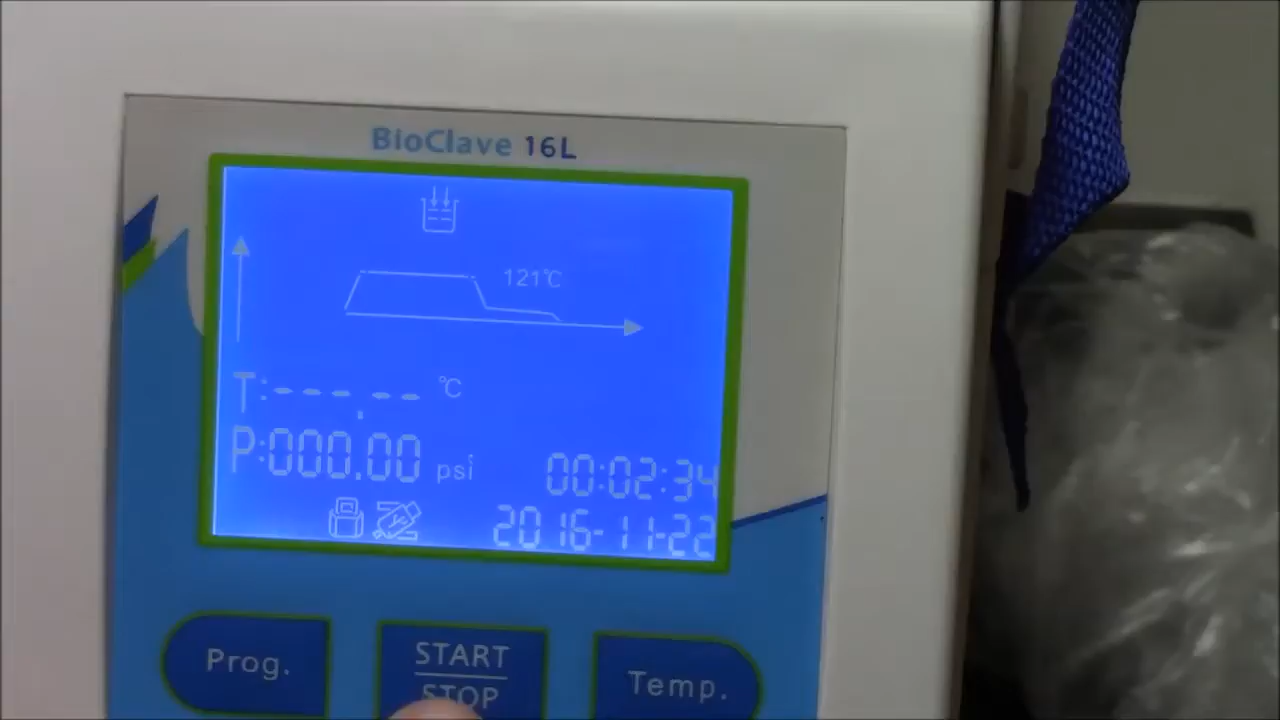 BioClave 16L
121℃
T:---.-- ℃
P:000.00 psi
00:02:34
2016-11-22
Prog.
START
STOP
Temp.